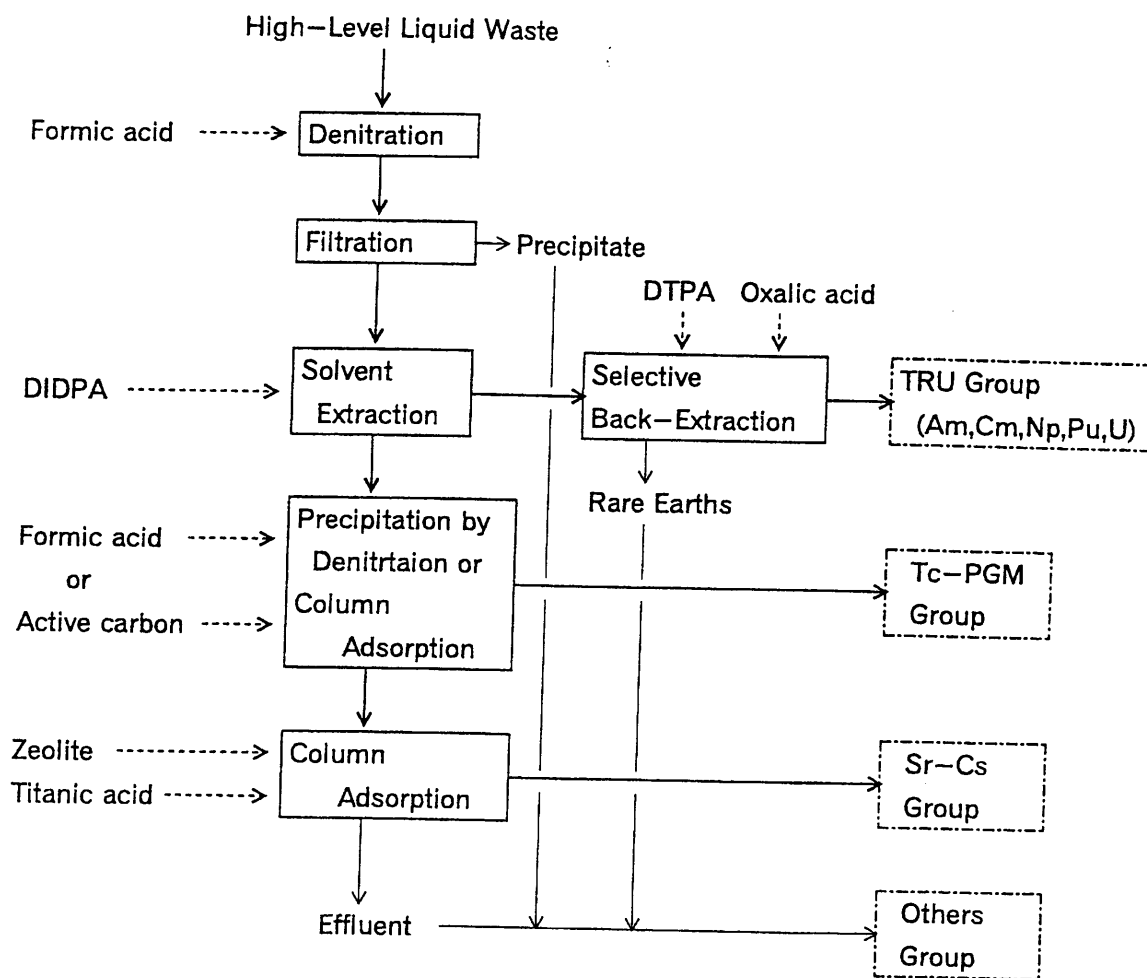 High-Level Liquid Waste
Formic acid
Denitration
Filtration
Precipitate
DTPA
Oxalic acid
DIDPA
Solvent
Extraction
Selective
Back-Extraction
TRU Group
(Am,Cm,Np,Pu,U)
Rare Earths
Formic acid
or
Active carbon
Precipitation by
Denitrtaion or
Column
Adsorption
Tc-PGM
Group
Zeolite
Titanic acid
Column
Adsorption
Sr-Cs
Group
Effluent
Others
Group